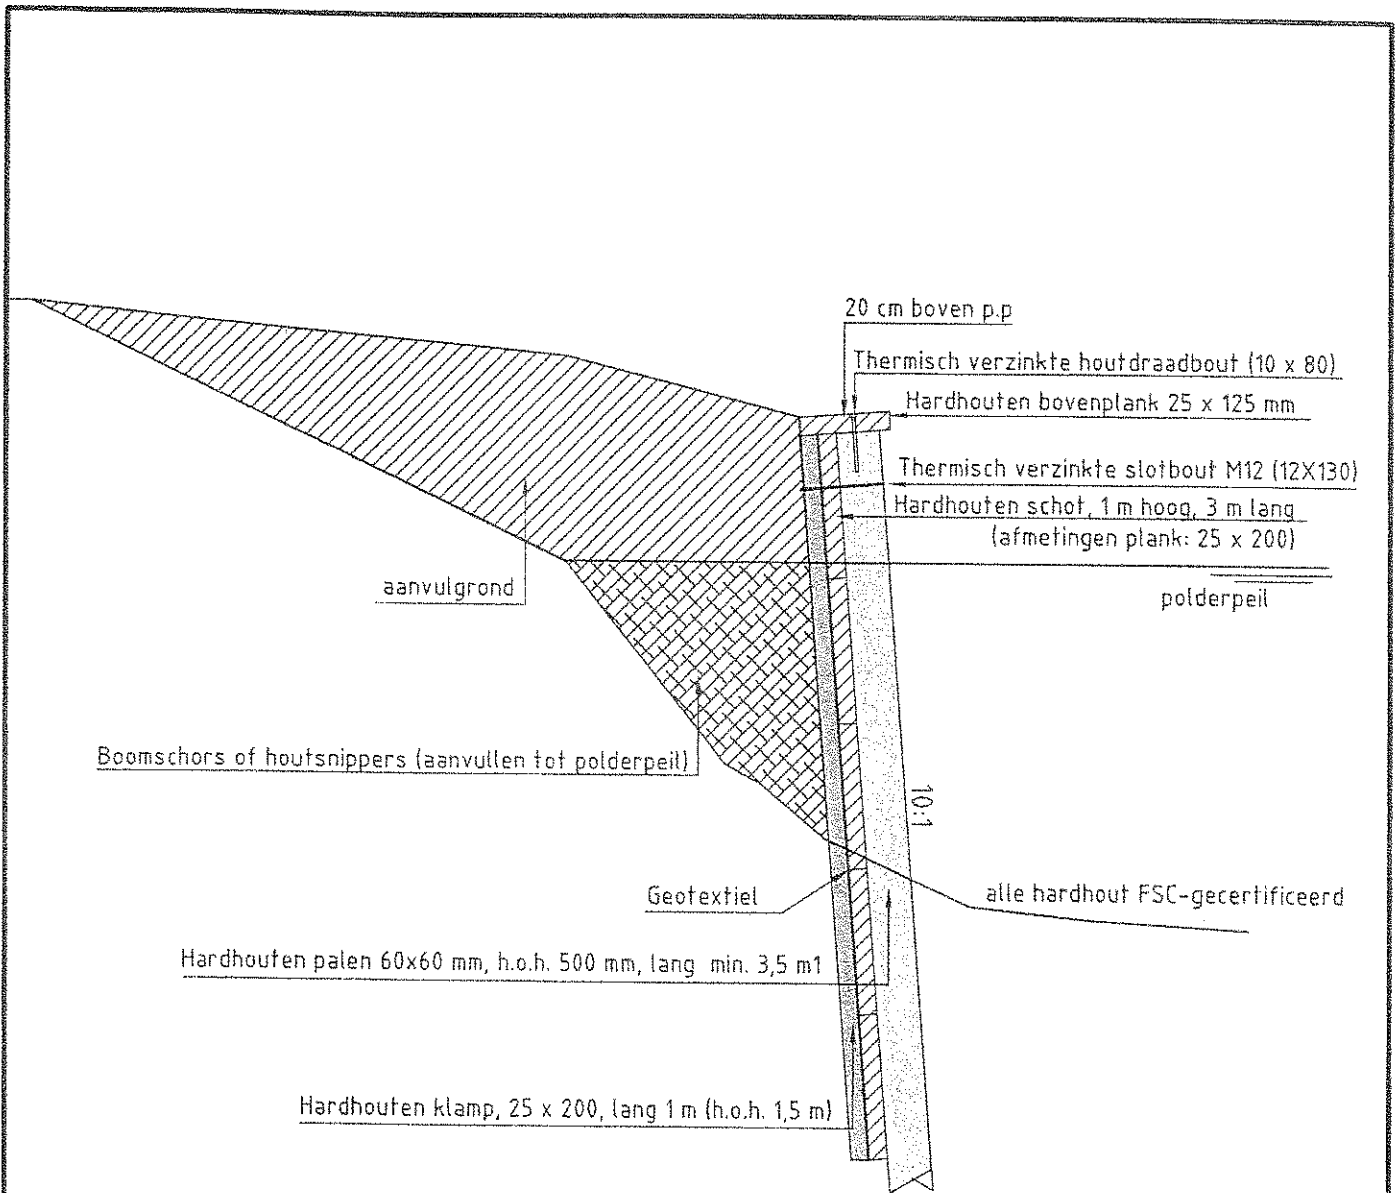 20 cm boven p.p
Thermisch verzinkte houtdraadbout (10 x 80)
Hardhouten bovenplank 25 x 125 mm
Thermisch verzinkte slotbout M12 (12X130)
Hardhouten schot, 1 m hoog, 3 m lang
(afmetingen plank: 25 x 200)
aanvulgrond
polderpeil
Boomschors of houtsnippers (aanvullen tot polderpeil)
10:1
Geotextiel
alle hardhout FSC-gecertificeerd
Hardhouten palen 60x60 mm, h.o.h. 500 mm, lang min. 3,5 m1
Hardhouten klamp, 25 x 200, lang 1 m (h.o.h. 1,5 m)